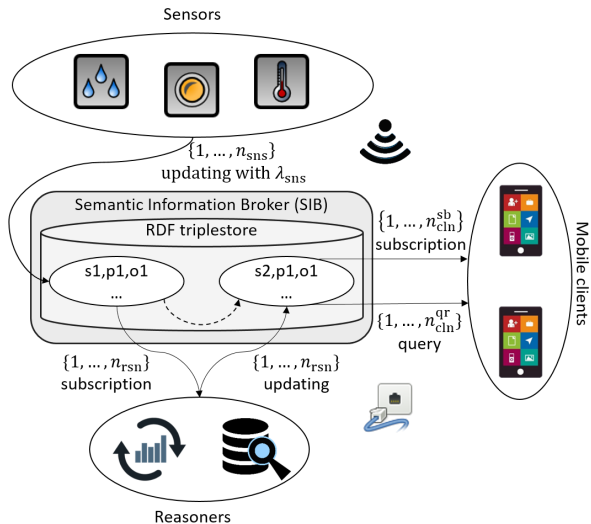 Sensors
{1, …, n_sns}
updating with λ_sns
Semantic Information Broker (SIB)
RDF triplestore
s1,p1,o1
...
s2,p1,o1
...
{1, …, n_cln^sb}
subscription
{1, …, n_cln^qr}
query
Mobile clients
{1, …, n_rsn}
subscription
{1, …, n_rsn}
updating
Reasoners